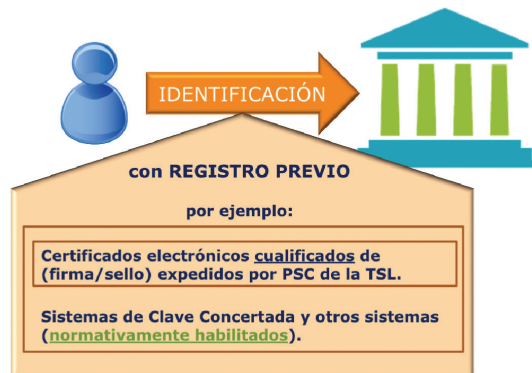 IDENTIFICACIÓN
con REGISTRO PREVIO
por ejemplo:
Certificados electrónicos cualificados de
(firma/sello) expedidos por PSC de la TSL.
Sistemas de Clave Concertada y otros sistemas
(normativamente habilitados).